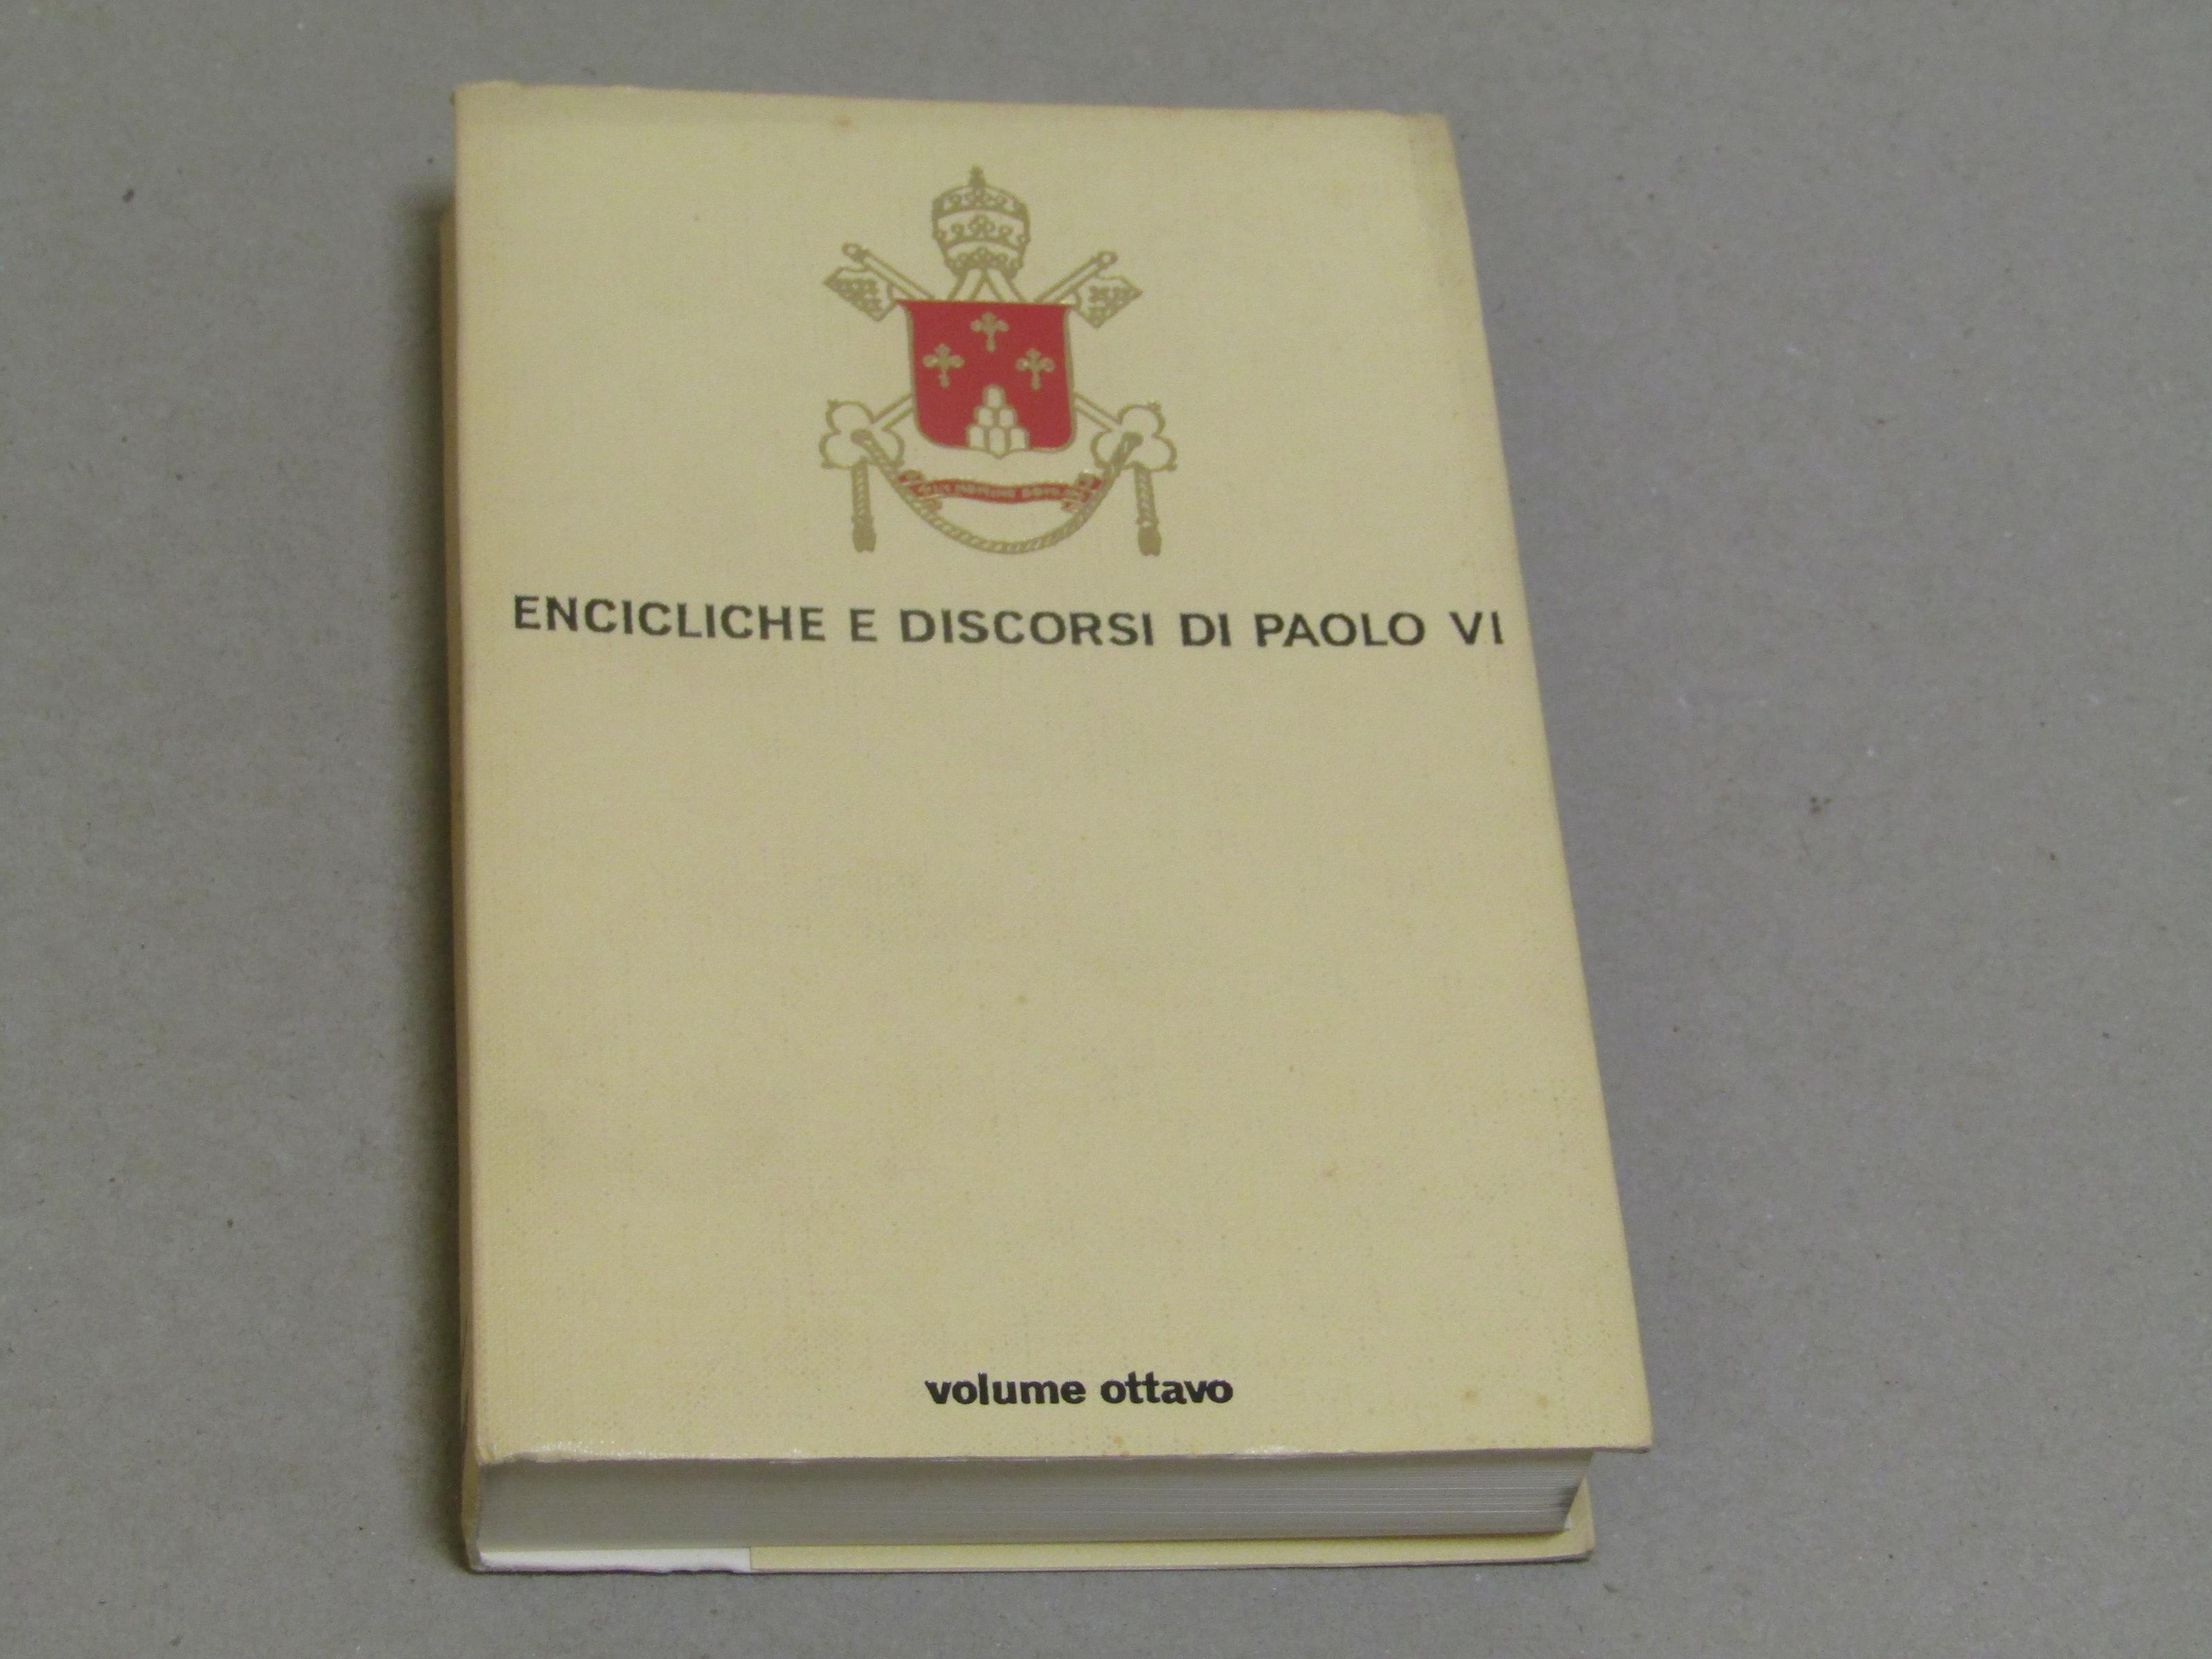 ENCICLICHE E DISCORSI DI PAOLO VI
volume ottavo